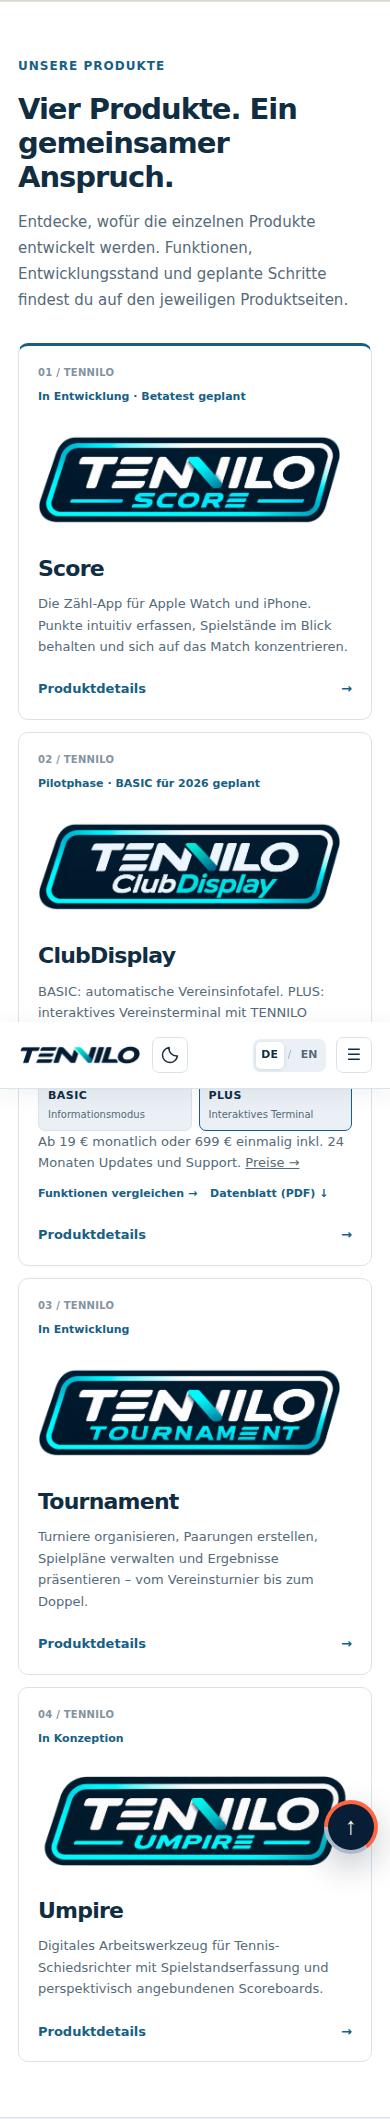 UNSERE PRODUKTE
Vier Produkte. Ein
gemeinsamer
Anspruch.
Entdecke, wofür die einzelnen Produkte
entwickelt werden. Funktionen,
Entwicklungsstand und geplante Schritte
findest du auf den jeweiligen Produktseiten.
01 / TENNILO
In Entwicklung · Betatest geplant
TENNILO
SCORE
Score
Die Zähl-App für Apple Watch und iPhone.
Punkte intuitiv erfassen, Spielstände im Blick
behalten und sich auf das Match konzentrieren.
Produktdetails →
02 / TENNILO
Pilotphase · BASIC für 2026 geplant
TENNILO
ClubDisplay
ClubDisplay
BASIC: automatische Vereinsinfotafel. PLUS:
interaktives Vereinsterminal mit TENNILO
TENNILO DE / EN ☰
BASIC PLUS
Informationsmodus Interaktives Terminal
Ab 19 € monatlich oder 699 € einmalig inkl. 24
Monaten Updates und Support. Preise →
Funktionen vergleichen → Datenblatt (PDF) ↓
Produktdetails →
03 / TENNILO
In Entwicklung
TENNILO
TOURNAMENT
Tournament
Turniere organisieren, Paarungen erstellen,
Spielpläne verwalten und Ergebnisse
präsentieren – vom Vereinsturnier bis zum
Doppel.
Produktdetails →
04 / TENNILO
In Konzeption
TENNILO
UMPIRE
↑
Umpire
Digitales Arbeitswerkzeug für Tennis-
Schiedsrichter mit Spielstandserfassung und
perspektivisch angebundenen Scoreboards.
Produktdetails →